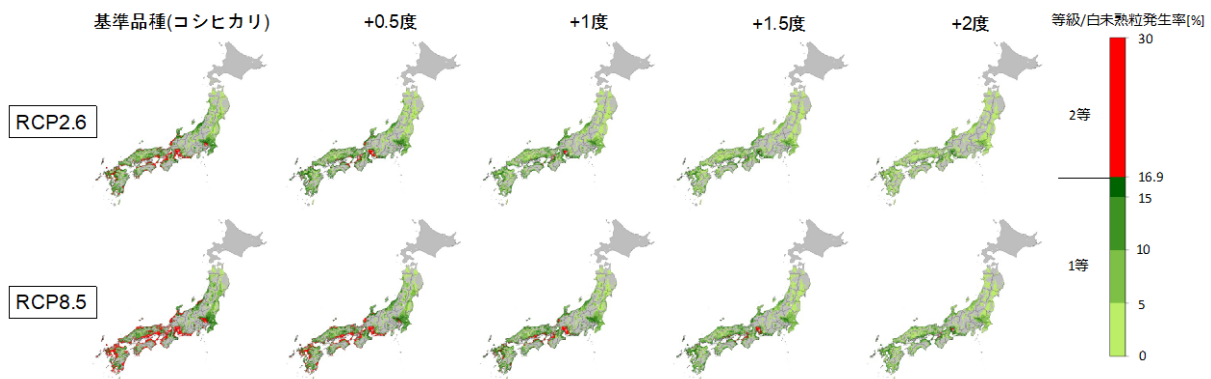 基準品種(コシヒカリ)
+0.5度
+1度
+1.5度
+2度
等級/白未熟粒発生率[%]
RCP2.6
RCP8.5
30
2等
16.9
15
10
1等
5
0